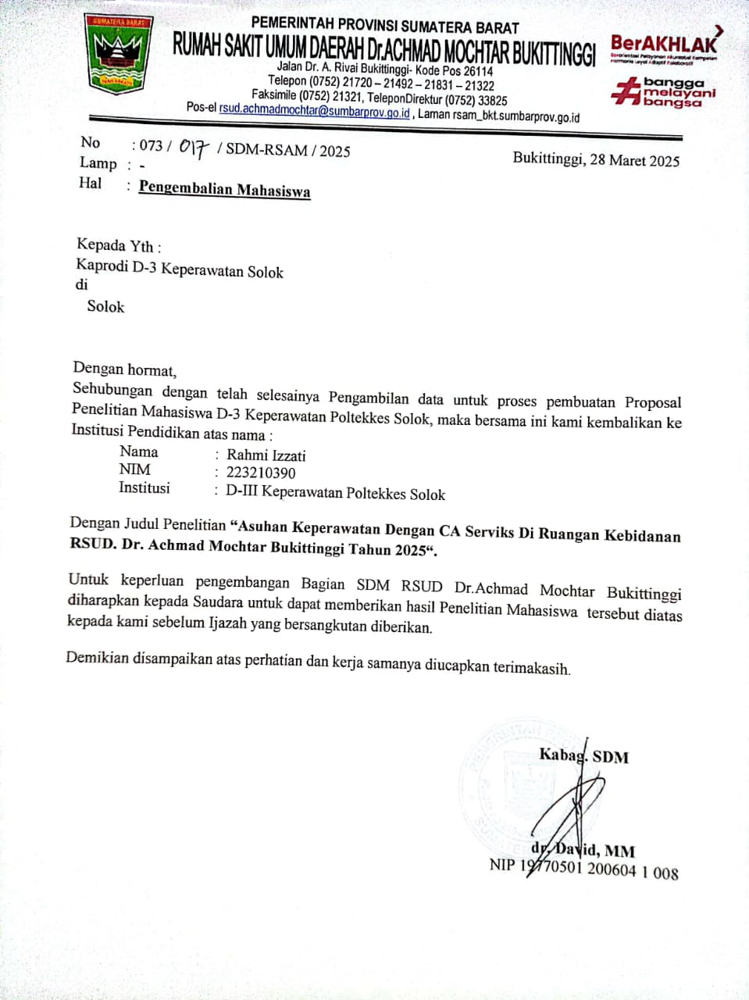 SUMATERA BARAT
PEMERINTAH PROVINSI SUMATERA BARAT
RUMAH SAKIT UMUM DAERAH Dr.ACHMAD MOCHTAR BUKITTINGGI
Jalan Dr. A. Rivai Bukittinggi- Kode Pos 26114
Telepon (0752) 21720 – 21492 – 21831 – 21322
Faksimile (0752) 21321, TeleponDirektur (0752) 33825
Pos-el rsud.achmadmochtar@sumbarprov.go.id , Laman rsam_bkt.sumbarprov.go.id
BerAKHLAK
Berorientasi Pelayanan Akuntabel Kompeten
Harmonis Loyal Adaptif Kolaboratif
bangga
melayani
bangsa
No : 073 / 017 / SDM-RSAM / 2025
Bukittinggi, 28 Maret 2025
Lamp : -
Hal : Pengembalian Mahasiswa
Kepada Yth :
Kaprodi D-3 Keperawatan Solok
di
Solok
Dengan hormat,
Sehubungan dengan telah selesainya Pengambilan data untuk proses pembuatan Proposal
Penelitian Mahasiswa D-3 Keperawatan Poltekkes Solok, maka bersama ini kami kembalikan ke
Institusi Pendidikan atas nama :
Nama : Rahmi Izzati
NIM : 223210390
Institusi : D-III Keperawatan Poltekkes Solok
Dengan Judul Penelitian “Asuhan Keperawatan Dengan CA Serviks Di Ruangan Kebidanan
RSUD. Dr. Achmad Mochtar Bukittinggi Tahun 2025“.
Untuk keperluan pengembangan Bagian SDM RSUD Dr.Achmad Mochtar Bukittinggi
diharapkan kepada Saudara untuk dapat memberikan hasil Penelitian Mahasiswa tersebut diatas
kepada kami sebelum Ijazah yang bersangkutan diberikan.
Demikian disampaikan atas perhatian dan kerja samanya diucapkan terimakasih.
Kabag. SDM
dr. David, MM
NIP 19770501 200604 1 008